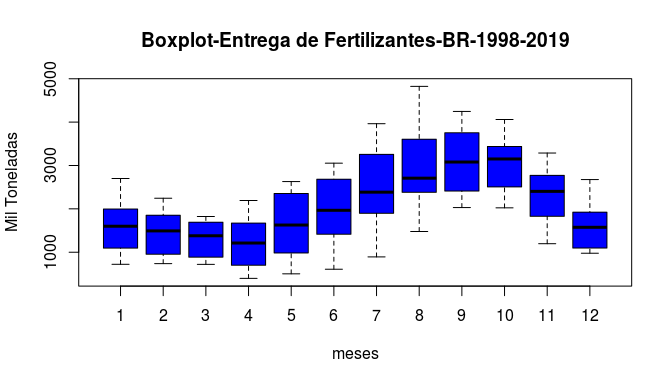 Boxplot-Entrega de Fertilizantes-BR-1998-2019
Mil Toneladas
5000
3000
1000
1 2 3 4 5 6 7 8 9 10 11 12
meses